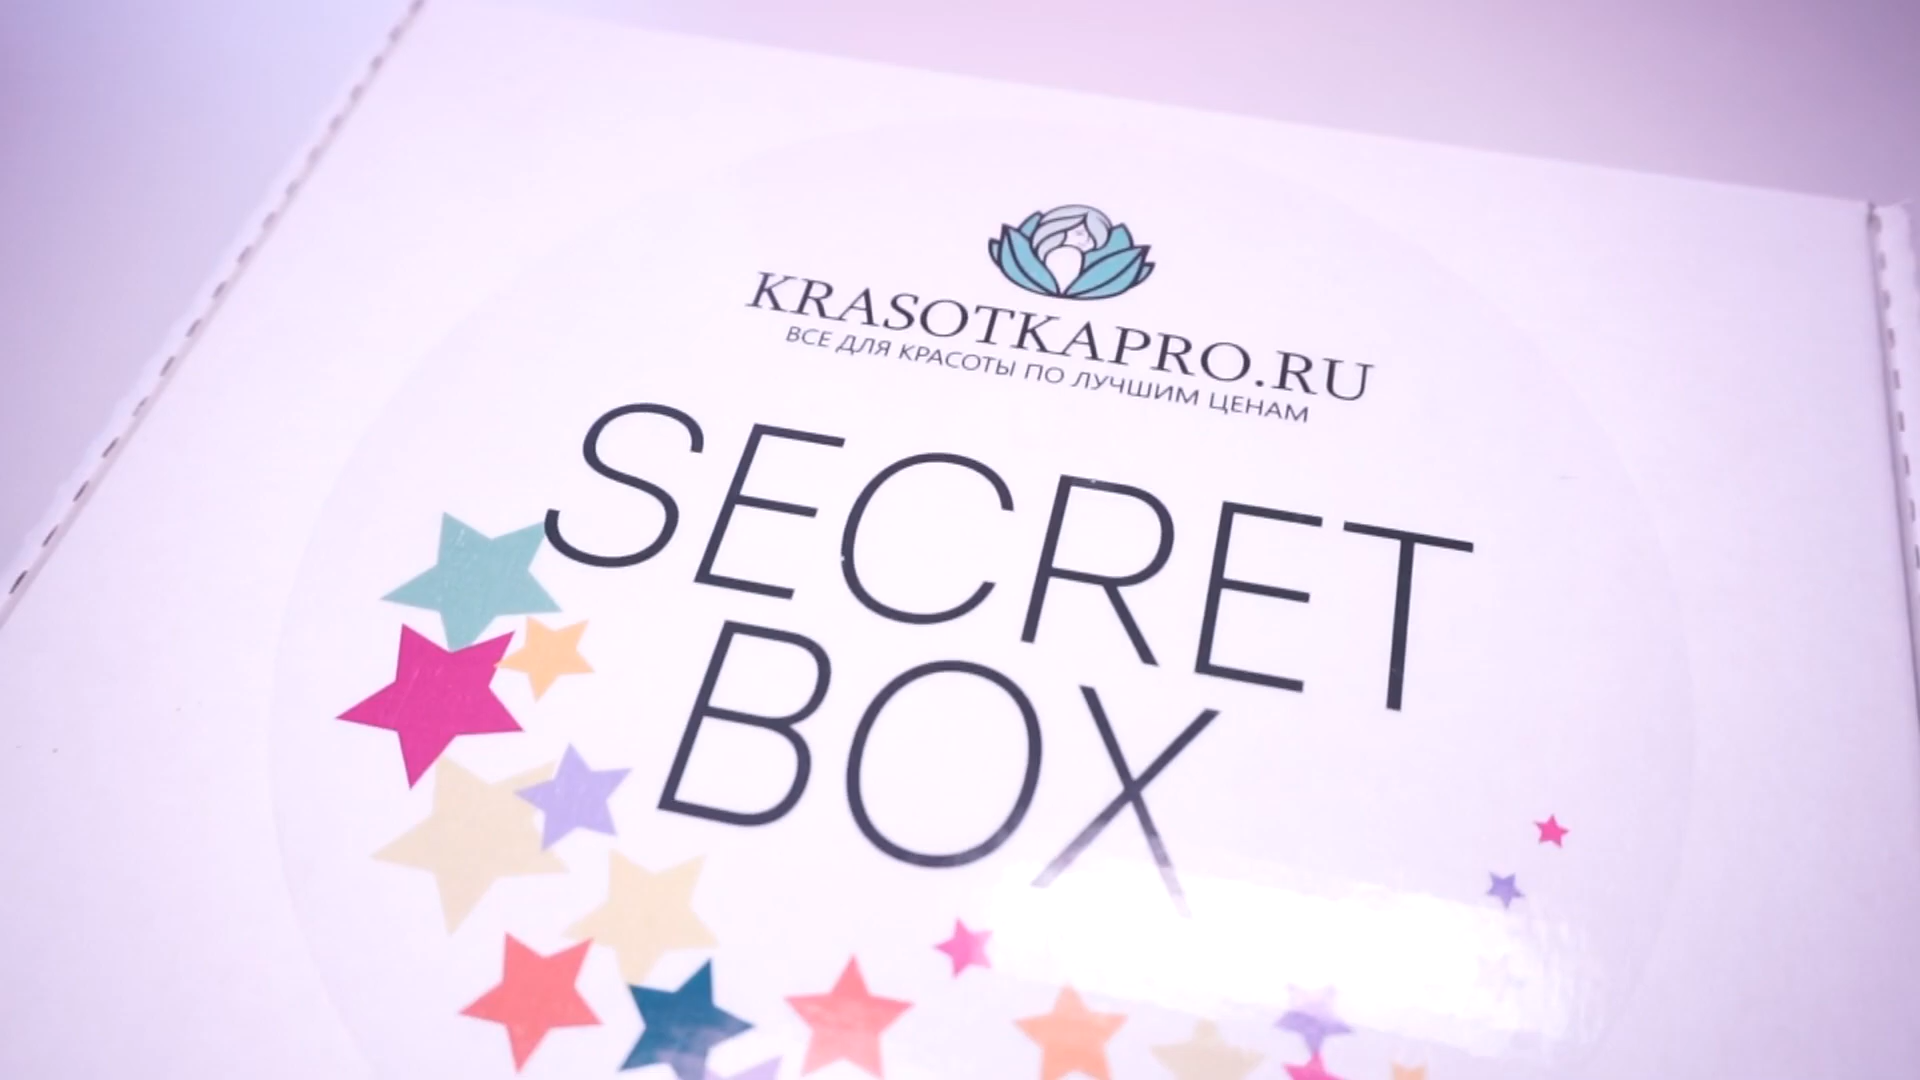 KRASOTKAPRO.RU
ВСЕ ДЛЯ КРАСОТЫ ПО ЛУЧШИМ ЦЕНАМ
SECRET
BOX